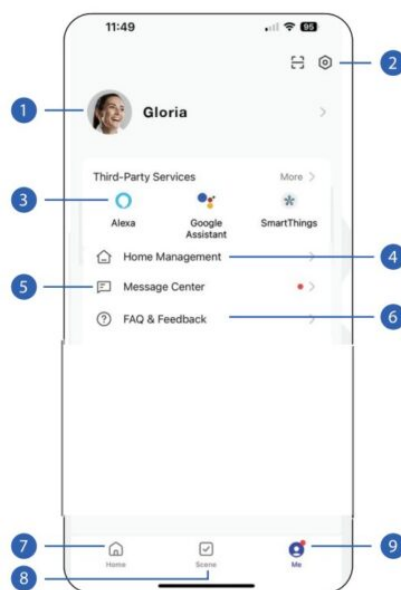 11:49
95
2
1
Gloria
Third-Party Services
More
3
Alexa
Google
Assistant
SmartThings
Home Management
4
5
Message Center
FAQ & Feedback
6
7
Home
Scene
Me
9
8